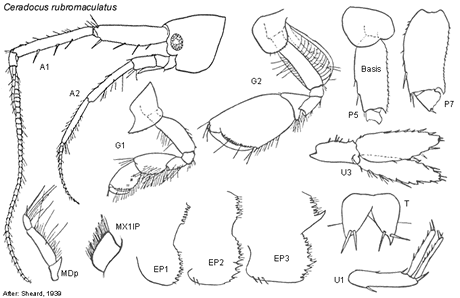 Ceradocus rubromaculatus
A1
A2
G1
G2
Basis
P5
P7
U3
T
U1
MDp
MX1IP
EP1
EP2
EP3
After: Sheard, 1939